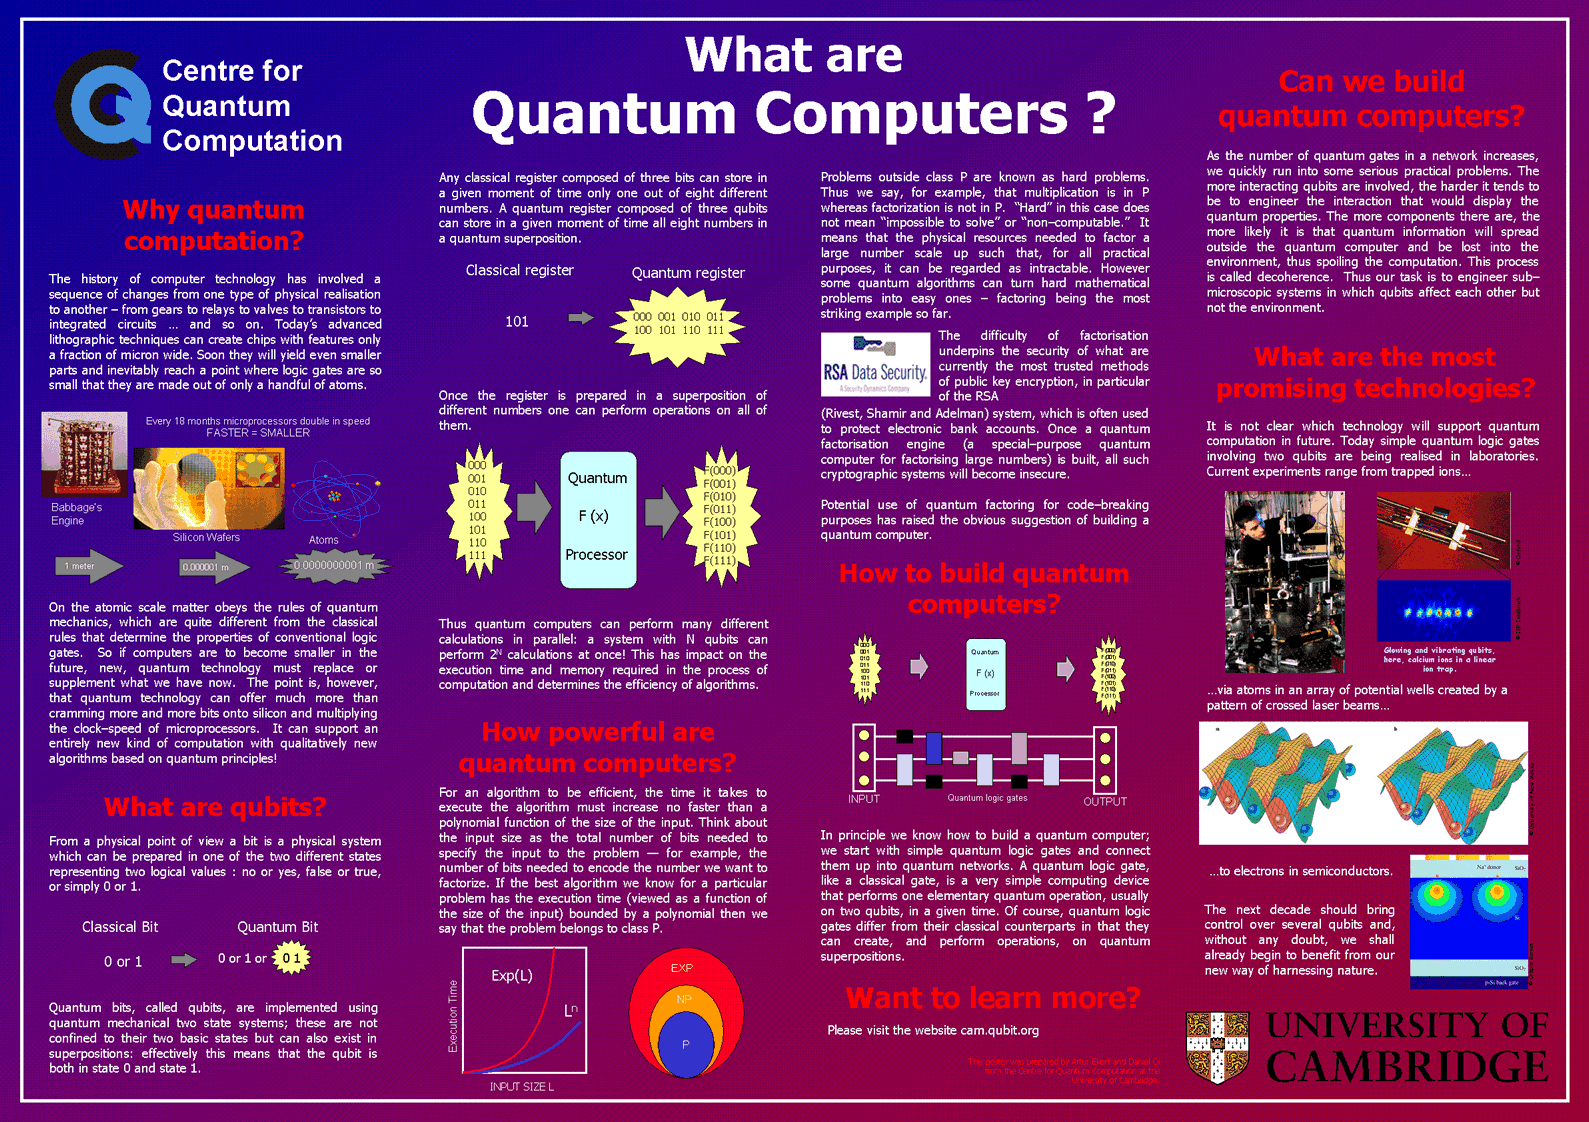 Centre for
Quantum
Computation
What are
Quantum Computers ?
Why quantum
computation?
The history of computer technology has involved a
sequence of changes from one type of physical realisation
to another – from gears to relays to valves to transistors to
integrated circuits ... and so on. Today's advanced
lithographic techniques can create chips with features only
a fraction of micron wide. Soon they will yield even smaller
parts and inevitably reach a point where logic gates are so
small that they are made out of only a handful of atoms.
Every 18 months microprocessors double in speed
FASTER = SMALLER
Babbage's
Engine
Silicon Wafers
Atoms
1 meter
0.000001 m
0.0000000001 m
On the atomic scale matter obeys the rules of quantum
mechanics, which are quite different from the classical
rules that determine the properties of conventional logic
gates. So if computers are to become smaller in the
future, new, quantum technology must replace or
supplement what we have now. The point is, however,
that quantum technology can offer much more than
cramming more and more bits onto silicon and multiplying
the clock–speed of microprocessors. It can support an
entirely new kind of computation with qualitatively new
algorithms based on quantum principles!
What are qubits?
From a physical point of view a bit is a physical system
which can be prepared in one of the two different states
representing two logical values : no or yes, false or true,
or simply 0 or 1.
Classical Bit
Quantum Bit
0 or 1
0 or 1 or
0 1
Quantum bits, called qubits, are implemented using
quantum mechanical two state systems; these are not
confined to their two basic states but can also exist in
superpositions: effectively this means that the qubit is
both in state 0 and state 1.
Any classical register composed of three bits can store in
a given moment of time only one out of eight different
numbers. A quantum register composed of three qubits
can store in a given moment of time all eight numbers in
a quantum superposition.
Classical register
Quantum register
101
000 001 010 011
100 101 110 111
Once the register is prepared in a superposition of
different numbers one can perform operations on all of
them.
000
001
010
011
100
101
110
111
Quantum
F (x)
Processor
F(000)
F(001)
F(010)
F(011)
F(100)
F(101)
F(110)
F(111)
Thus quantum computers can perform many different
calculations in parallel: a system with N qubits can
perform 2ᴺ calculations at once! This has impact on the
execution time and memory required in the process of
computation and determines the efficiency of algorithms.
How powerful are
quantum computers?
For an algorithm to be efficient, the time it takes to
execute the algorithm must increase no faster than a
polynomial function of the size of the input. Think about
the input size as the total number of bits needed to
specify the input to the problem — for example, the
number of bits needed to encode the number we want to
factorize. If the best algorithm we know for a particular
problem has the execution time (viewed as a function of
the size of the input) bounded by a polynomial then we
say that the problem belongs to class P.
Execution Time
Exp(L)
Lⁿ
INPUT SIZE L
EXP
NP
P
Problems outside class P are known as hard problems.
Thus we say, for example, that multiplication is in P
whereas factorization is not in P. “Hard” in this case does
not mean “impossible to solve” or “non–computable.” It
means that the physical resources needed to factor a
large number scale up such that, for all practical
purposes, it can be regarded as intractable. However
some quantum algorithms can turn hard mathematical
problems into easy ones – factoring being the most
striking example so far.
RSA Data Security.
A Security Dynamics Company
The difficulty of factorisation
underpins the security of what are
currently the most trusted methods
of public key encryption, in particular
of the RSA
(Rivest, Shamir and Adelman) system, which is often used
to protect electronic bank accounts. Once a quantum
factorisation engine (a special–purpose quantum
computer for factorising large numbers) is built, all such
cryptographic systems will become insecure.
Potential use of quantum factoring for code–breaking
purposes has raised the obvious suggestion of building a
quantum computer.
How to build quantum
computers?
000
001
010
011
100
101
110
111
Quantum
F (x)
Processor
F(000)
F(001)
F(010)
F(011)
F(100)
F(101)
F(110)
F(111)
INPUT
Quantum logic gates
OUTPUT
In principle we know how to build a quantum computer;
we start with simple quantum logic gates and connect
them up into quantum networks. A quantum logic gate,
like a classical gate, is a very simple computing device
that performs one elementary quantum operation, usually
on two qubits, in a given time. Of course, quantum logic
gates differ from their classical counterparts in that they
can create, and perform operations, on quantum
superpositions.
Want to learn more?
Please visit the website cam.qubit.org
This poster was prepared by Artur Ekert and Daniel Oi
from the Centre for Quantum Computation at the
University of Cambridge.
Can we build
quantum computers?
As the number of quantum gates in a network increases,
we quickly run into some serious practical problems. The
more interacting qubits are involved, the harder it tends to
be to engineer the interaction that would display the
quantum properties. The more components there are, the
more likely it is that quantum information will spread
outside the quantum computer and be lost into the
environment, thus spoiling the computation. This process
is called decoherence. Thus our task is to engineer sub–
microscopic systems in which qubits affect each other but
not the environment.
What are the most
promising technologies?
It is not clear which technology will support quantum
computation in future. Today simple quantum logic gates
involving two qubits are being realised in laboratories.
Current experiments range from trapped ions...
Glowing and vibrating qubits,
here, calcium ions in a linear
ion trap.
...via atoms in an array of potential wells created by a
pattern of crossed laser beams...
a
b
...to electrons in semiconductors.
The next decade should bring
control over several qubits and,
without any doubt, we shall
already begin to benefit from our
new way of harnessing nature.
Na⁺ donor
SiO₂
Si
SiO₂
p-Si back gate
UNIVERSITY OF
CAMBRIDGE